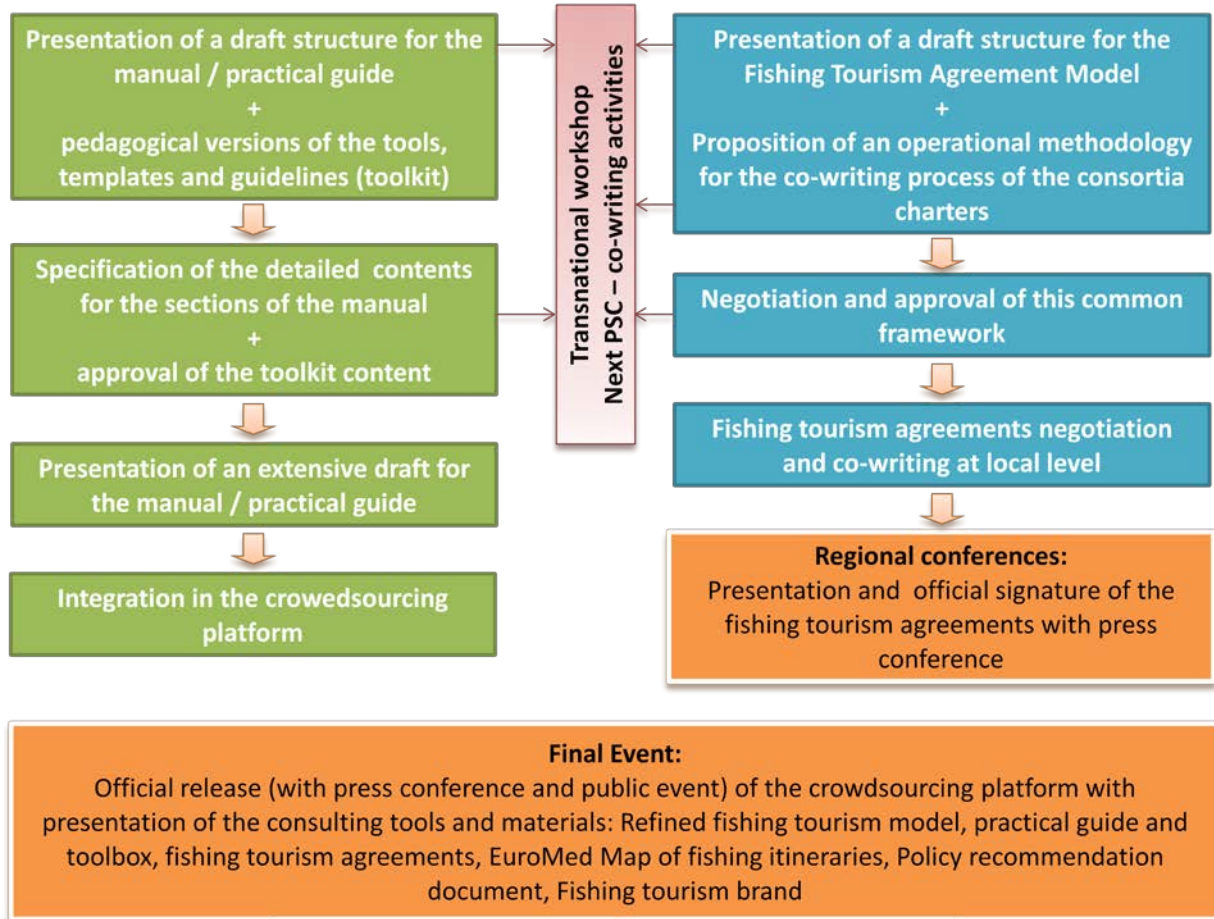 Presentation of a draft structure for the
manual / practical guide
+
pedagogical versions of the tools,
templates and guidelines (toolkit)
Specification of the detailed contents
for the sections of the manual
+
approval of the toolkit content
Presentation of an extensive draft for
the manual / practical guide
Integration in the crowedsourcing
platform
Transnational workshop
Next PSC – co-writing activities
Presentation of a draft structure for the
Fishing Tourism Agreement Model
+
Proposition of an operational methodology
for the co-writing process of the consortia
charters
Negotiation and approval of this common
framework
Fishing tourism agreements negotiation
and co-writing at local level
Regional conferences:
Presentation and official signature of the
fishing tourism agreements with press
conference
Final Event:
Official release (with press conference and public event) of the crowdsourcing platform with
presentation of the consulting tools and materials: Refined fishing tourism model, practical guide and
toolbox, fishing tourism agreements, EuroMed Map of fishing itineraries, Policy recommendation
document, Fishing tourism brand